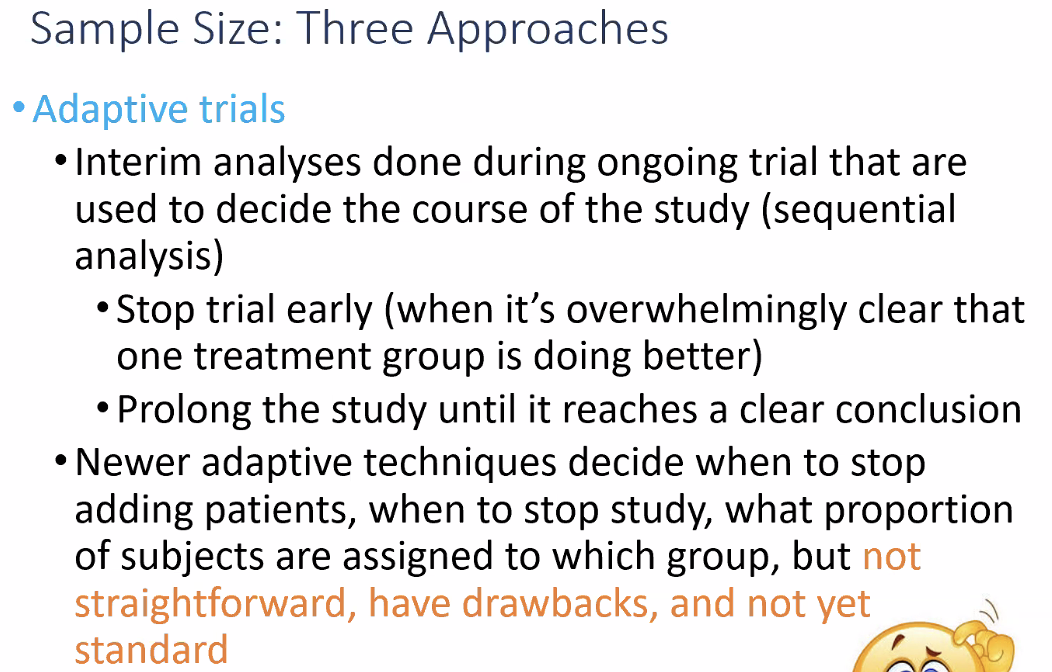 Sample Size: Three Approaches
• Adaptive trials
• Interim analyses done during ongoing trial that are
used to decide the course of the study (sequential
analysis)
• Stop trial early (when it’s overwhelmingly clear that
one treatment group is doing better)
• Prolong the study until it reaches a clear conclusion
• Newer adaptive techniques decide when to stop
adding patients, when to stop study, what proportion
of subjects are assigned to which group, but not
straightforward, have drawbacks, and not yet
standard